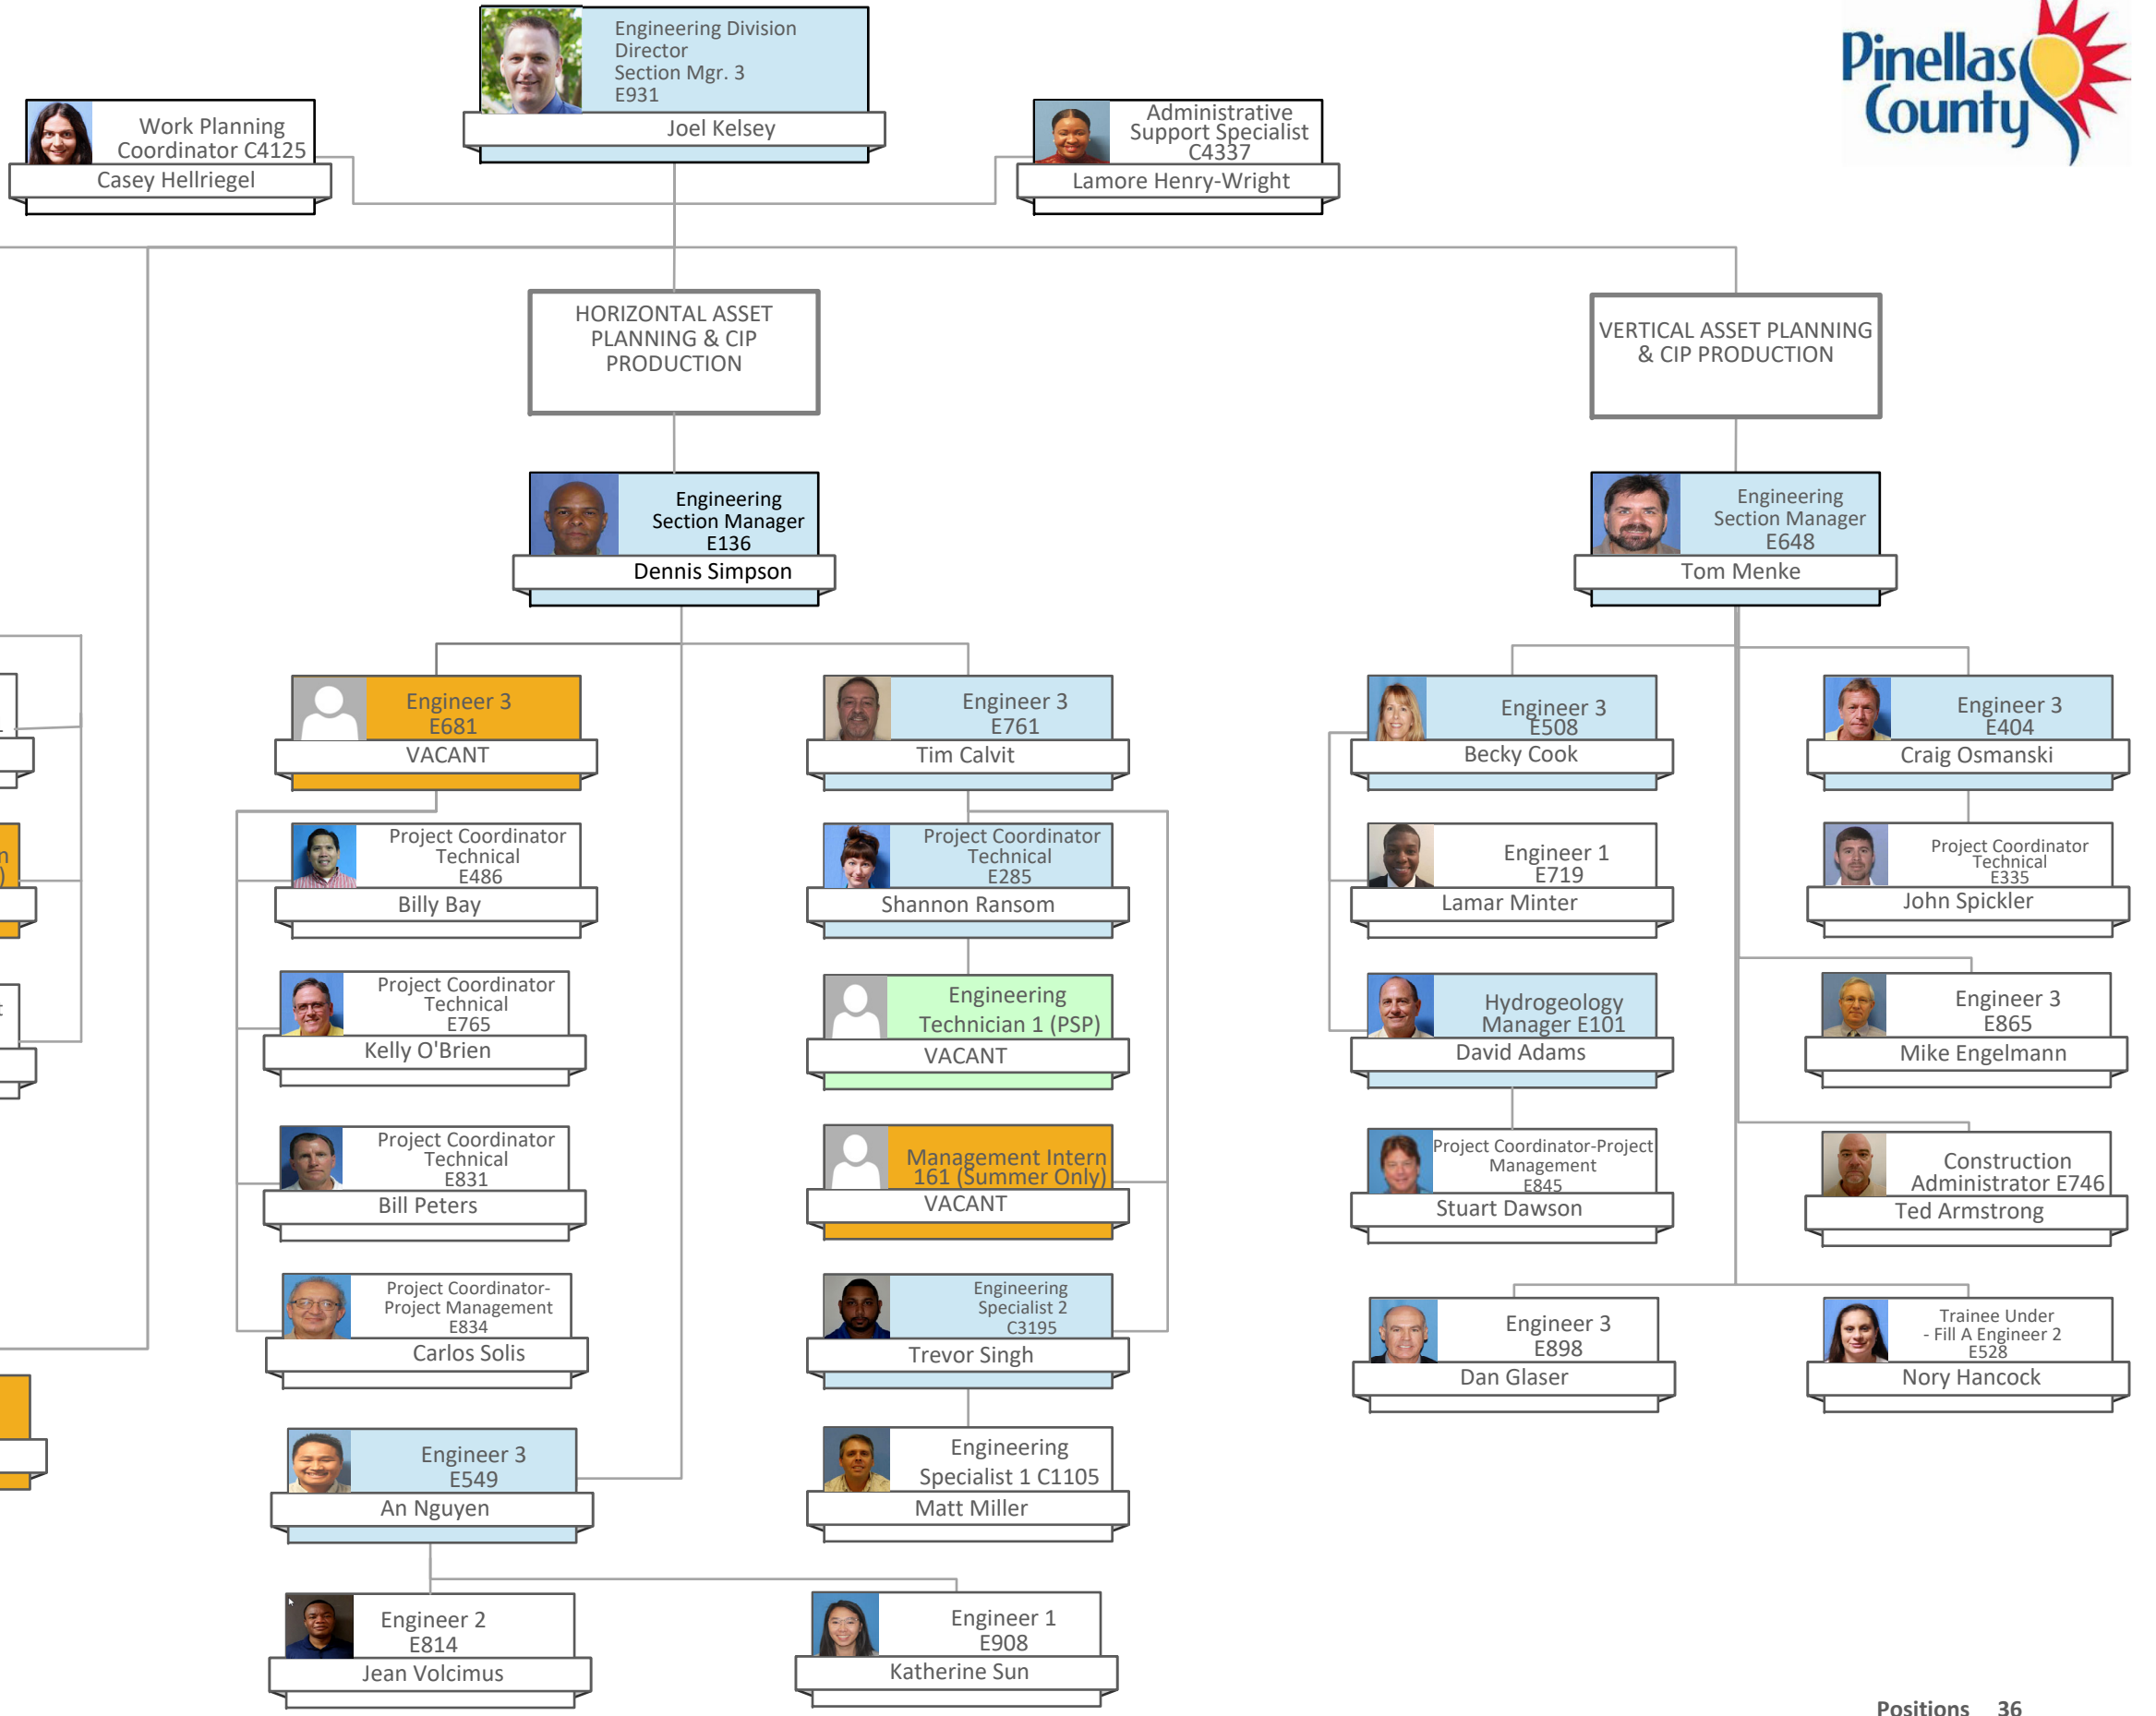 Engineering Division
Director
Section Mgr. 3
E931
Joel Kelsey
Pinellas
County
Work Planning
Coordinator C4125
Casey Hellriegel
Administrative
Support Specialist
C4337
Lamore Henry-Wright
HORIZONTAL ASSET
PLANNING & CIP
PRODUCTION
VERTICAL ASSET PLANNING
& CIP PRODUCTION
Engineering
Section Manager
E136
Dennis Simpson
Engineering
Section Manager
E648
Tom Menke
Engineer 3
E681
VACANT
Project Coordinator
Technical
E486
Billy Bay
Project Coordinator
Technical
E765
Kelly O'Brien
Project Coordinator
Technical
E831
Bill Peters
Project Coordinator-
Project Management
E834
Carlos Solis
Engineer 3
E549
An Nguyen
Engineer 2
E814
Jean Volcimus
Engineer 1
E908
Katherine Sun
Engineer 3
E761
Tim Calvit
Project Coordinator
Technical
E285
Shannon Ransom
Engineering
Technician 1 (PSP)
VACANT
Management Intern
161 (Summer Only)
VACANT
Engineering
Specialist 2
C3195
Trevor Singh
Engineering
Specialist 1 C1105
Matt Miller
Engineer 3
E508
Becky Cook
Engineer 1
E719
Lamar Minter
Hydrogeology
Manager E101
David Adams
Project Coordinator-Project
Management
E845
Stuart Dawson
Engineer 3
E898
Dan Glaser
Engineer 3
E404
Craig Osmanski
Project Coordinator
Technical
E335
John Spickler
Engineer 3
E865
Mike Engelmann
Construction
Administrator E746
Ted Armstrong
Trainee Under
- Fill A Engineer 2
E528
Nory Hancock
Positions 36